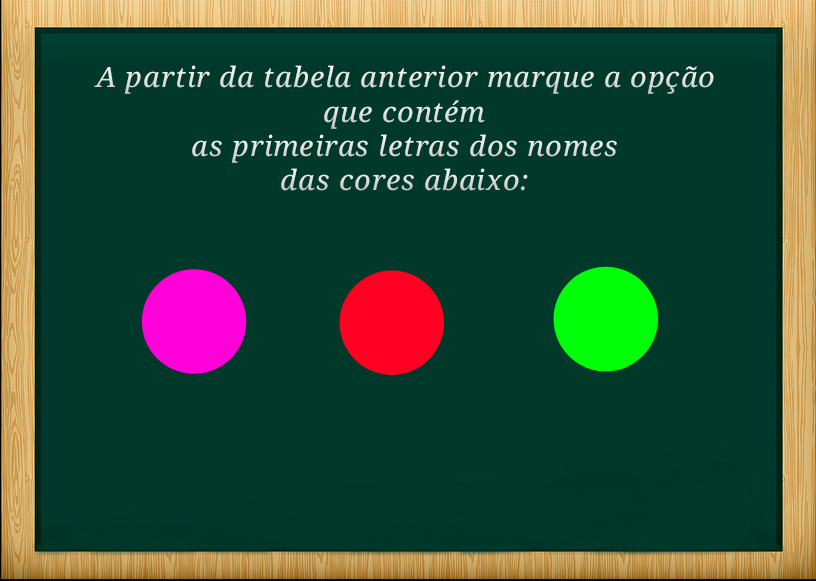 A partir da tabela anterior marque a opção
que contém
as primeiras letras dos nomes
das cores abaixo: